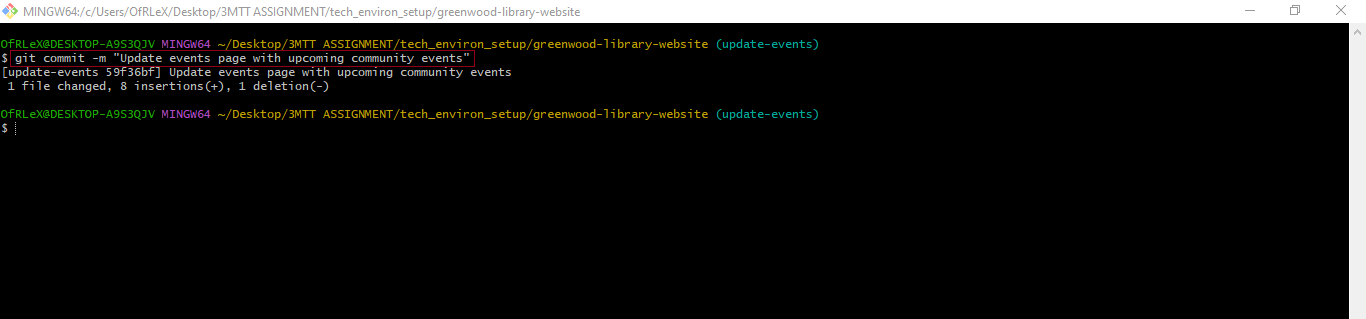 MINGW64:/c/Users/OfRLeX/Desktop/3MTT ASSIGNMENT/tech_environ_setup/greenwood-library-website
OfRLeX@DESKTOP-A9S3QJV MINGW64 ~/Desktop/3MTT ASSIGNMENT/tech_environ_setup/greenwood-library-website (update-events)
$ git commit -m "Update events page with upcoming community events"
[update-events 59f36bf] Update events page with upcoming community events
 1 file changed, 8 insertions(+), 1 deletion(-)
OfRLeX@DESKTOP-A9S3QJV MINGW64 ~/Desktop/3MTT ASSIGNMENT/tech_environ_setup/greenwood-library-website (update-events)
$